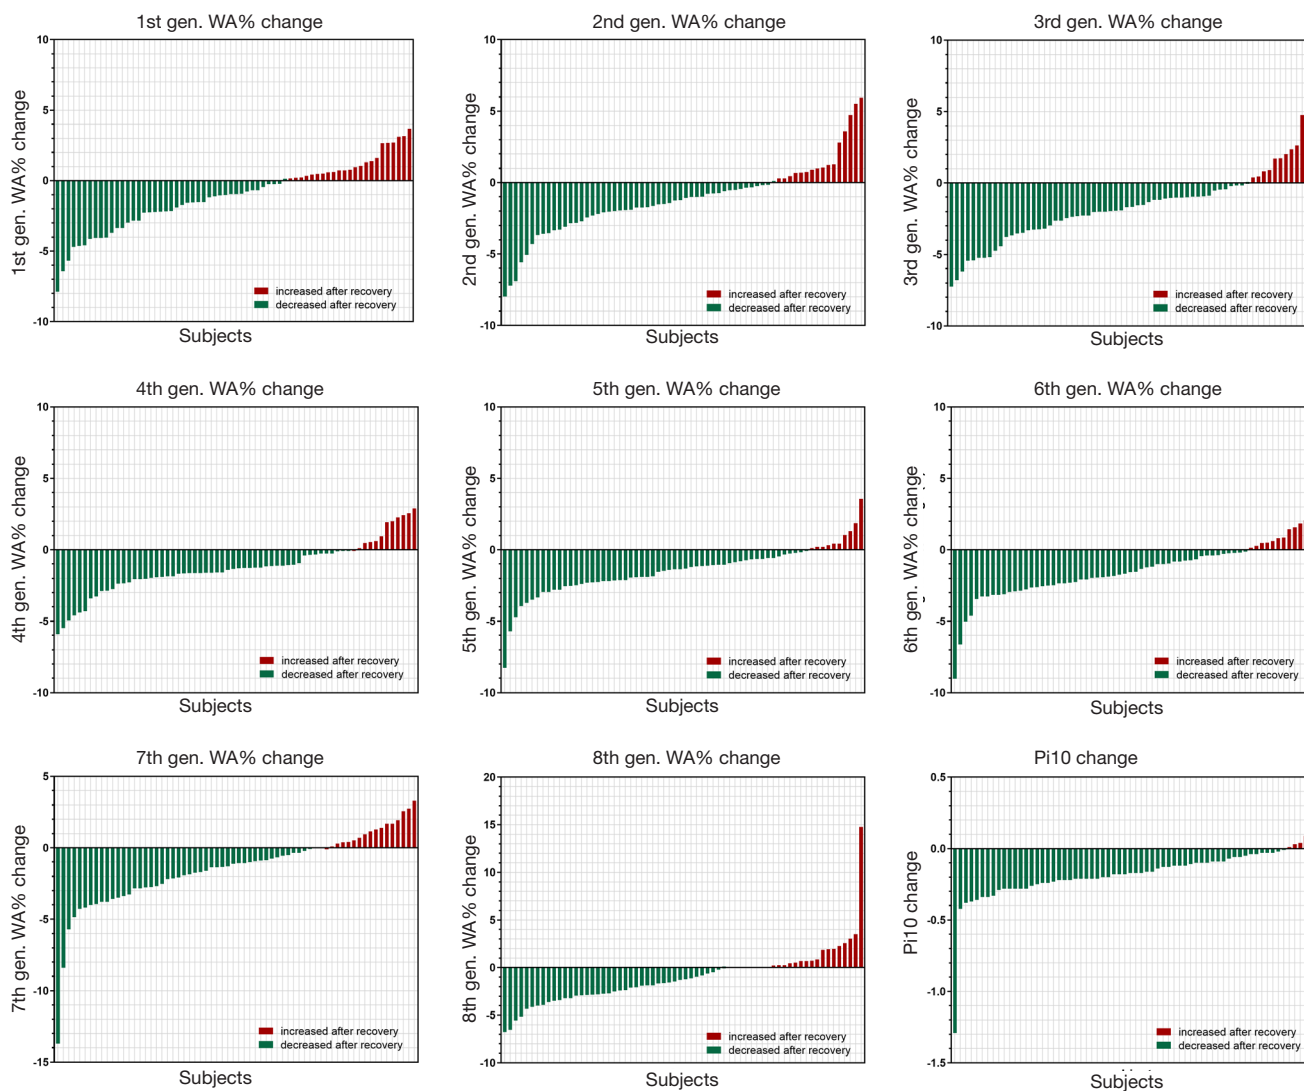 1st gen. WA% change
10
5
0
-5
-10
1st gen. WA% change
increased after recovery
decreased after recovery
Subjects
2nd gen. WA% change
10
5
0
-5
-10
2nd gen. WA% change
increased after recovery
decreased after recovery
Subjects
3rd gen. WA% change
10
5
0
-5
-10
3rd gen. WA% change
increased after recovery
decreased after recovery
Subjects
4th gen. WA% change
10
5
0
-5
-10
4th gen. WA% change
increased after recovery
decreased after recovery
Subjects
5th gen. WA% change
10
5
0
-5
-10
5th gen. WA% change
increased after recovery
decreased after recovery
Subjects
6th gen. WA% change
10
5
0
-5
-10
6th gen. WA% change
increased after recovery
decreased after recovery
Subjects
7th gen. WA% change
5
0
-5
-10
-15
7th gen. WA% change
increased after recovery
decreased after recovery
Subjects
8th gen. WA% change
20
15
10
5
0
-5
-10
8th gen. WA% change
increased after recovery
decreased after recovery
Subjects
Pi10 change
0.5
0.0
-0.5
-1.0
-1.5
Pi10 change
increased after recovery
decreased after recovery
Subjects